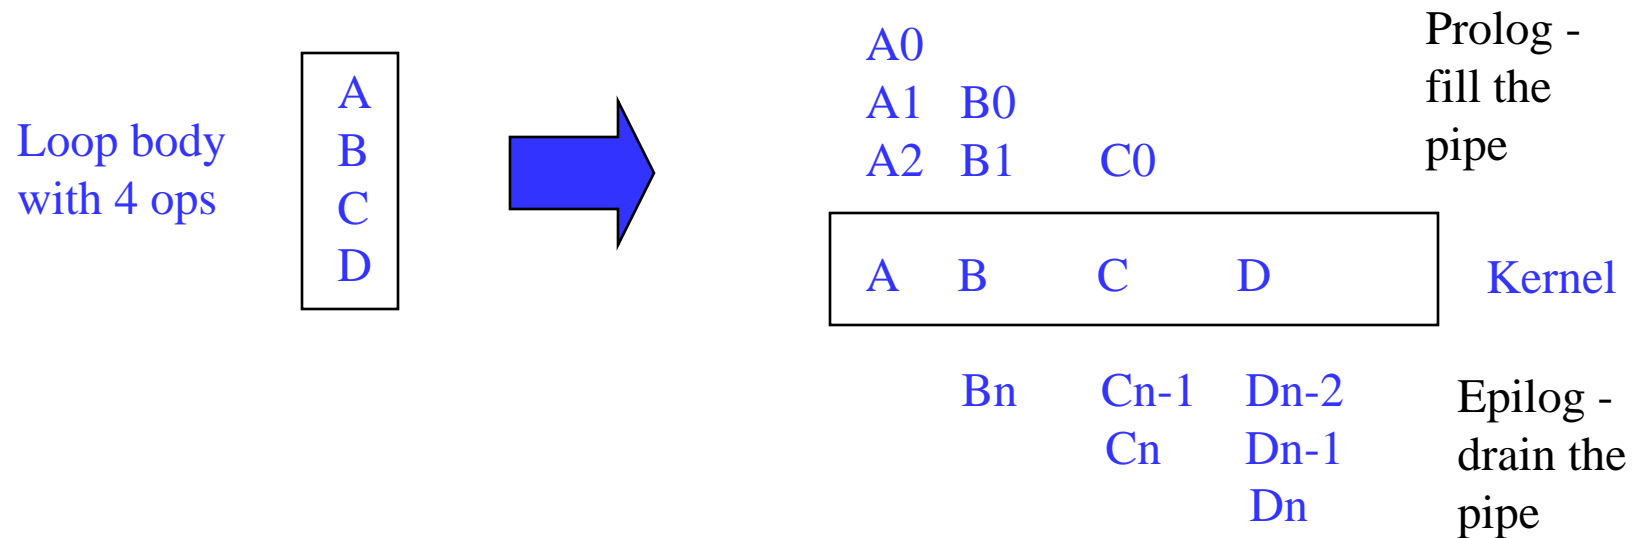 Loop body
with 4 ops
A
B
C
D
A0
A1 B0
A2 B1 C0
Prolog -
fill the
pipe
A B C D
Kernel
Bn Cn-1 Dn-2
Cn Dn-1
Dn
Epilog -
drain the
pipe